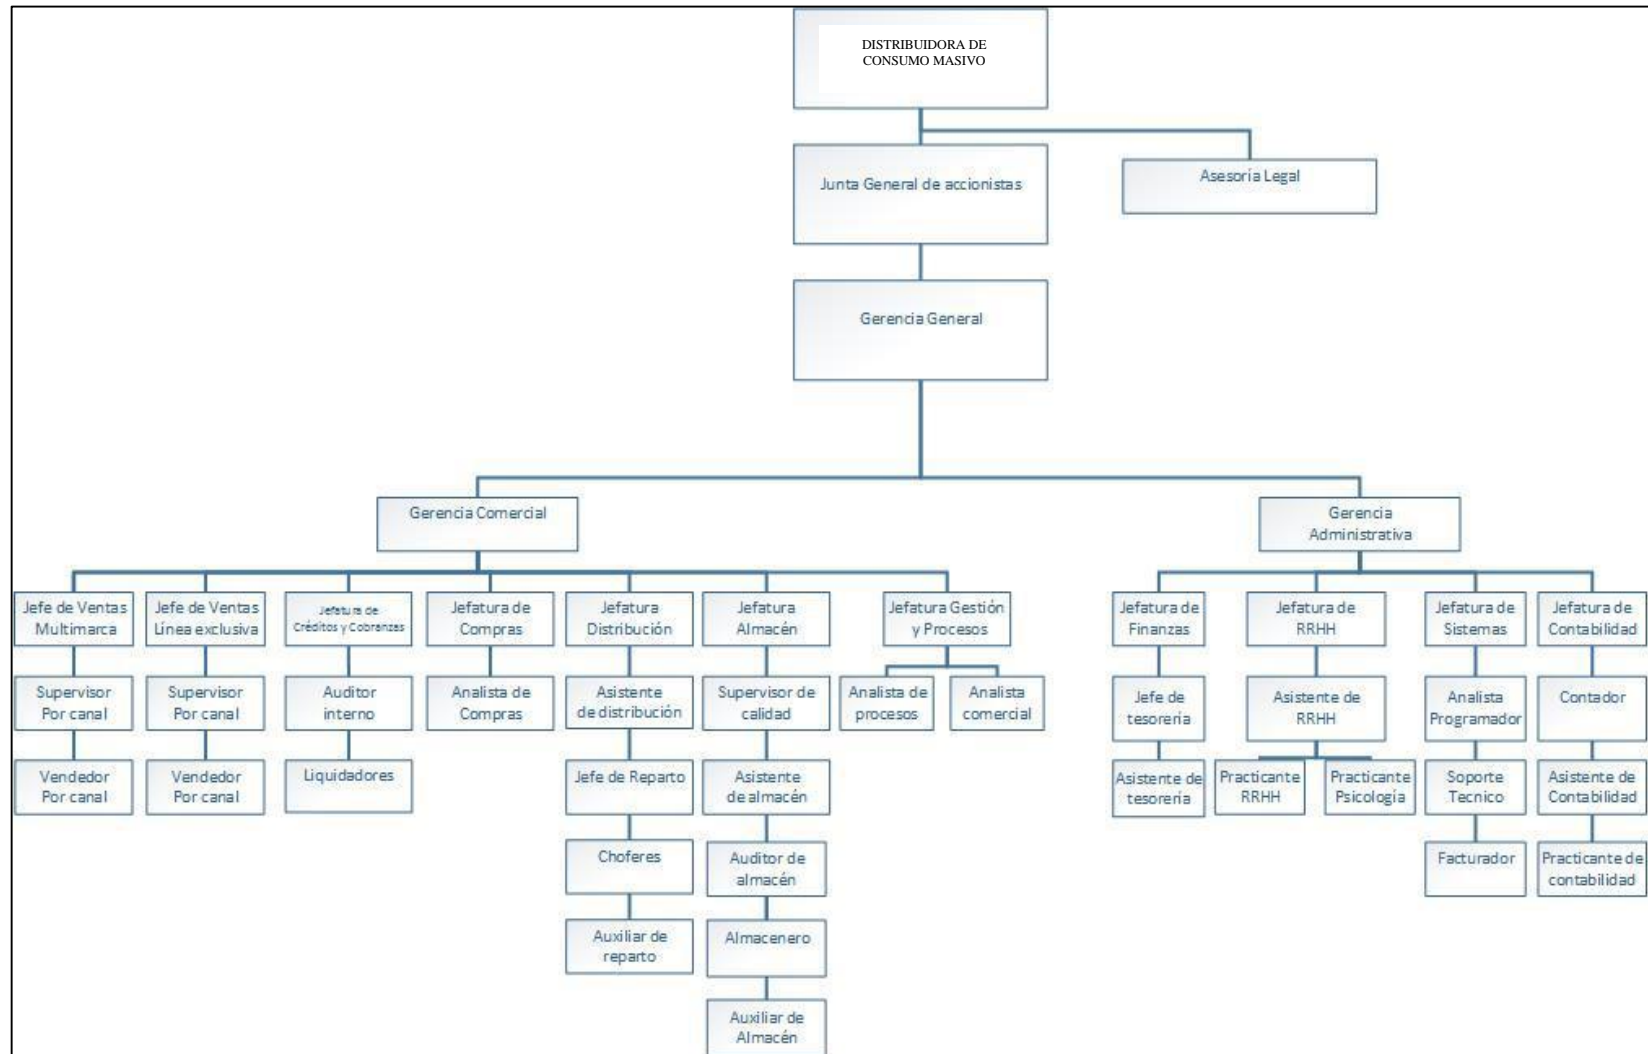 DISTRIBUIDORA DE
CONSUMO MASIVO
Junta General de accionistas
Asesoría Legal
Gerencia General
Gerencia Comercial
Gerencia
Administrativa
Jefe de Ventas
Multimarca
Jefe de Ventas
Línea exclusiva
Jefatura de
Créditos y Cobranzas
Jefatura de
Compras
Jefatura
Distribución
Jefatura
Almacén
Jefatura Gestión
y Procesos
Jefatura de
Finanzas
Jefatura de
RRHH
Jefatura de
Sistemas
Jefatura de
Contabilidad
Supervisor
Por canal
Supervisor
Por canal
Auditor
interno
Analista de
Compras
Asistente
de distribución
Supervisor de
calidad
Analista de
procesos
Analista
comercial
Jefe de
tesorería
Asistente de
RRHH
Analista
Programador
Contador
Vendedor
Por canal
Vendedor
Por canal
Liquidadores
Jefe de Reparto
Asistente
de almacén
Asistente de
tesorería
Practicante
RRHH
Practicante
Psicología
Soporte
Tecnico
Asistente de
Contabilidad
Choferes
Auditor de
almacén
Facturador
Practicante de
contabilidad
Auxiliar de
reparto
Almacenero
Auxiliar de
Almacén